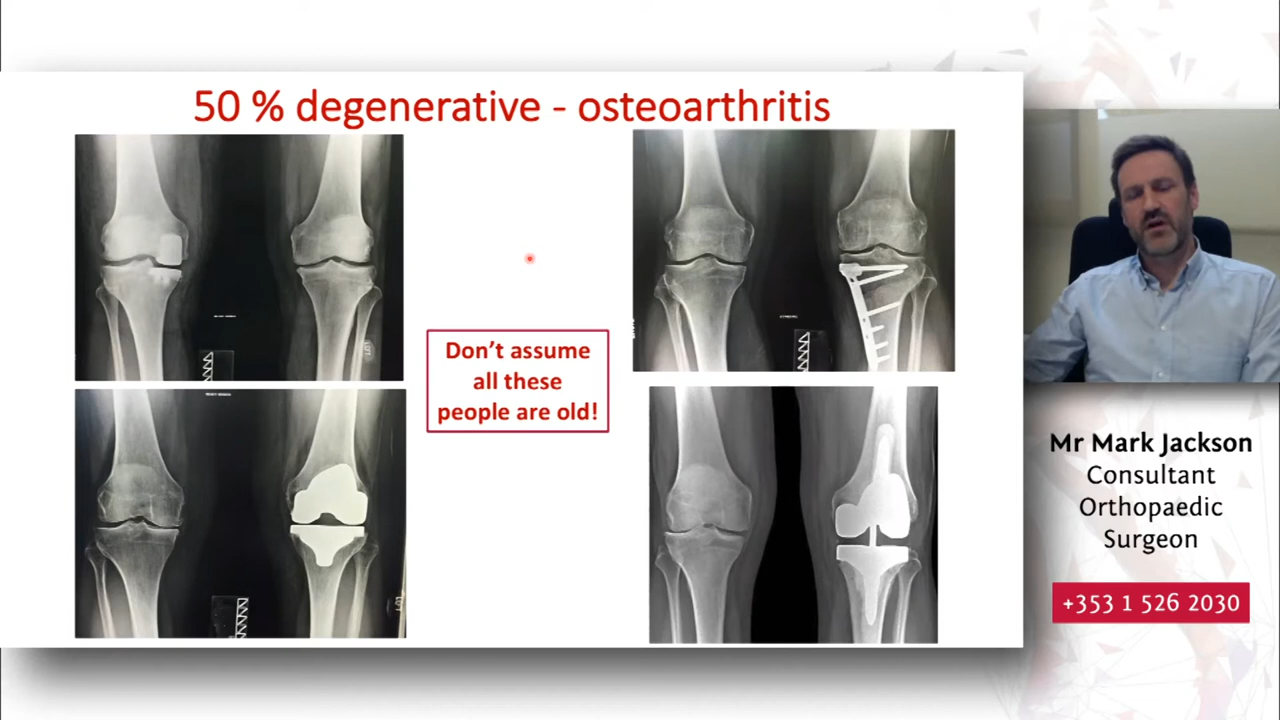 50 % degenerative - osteoarthritis
Don't assume
all these
people are old!
Mr Mark Jackson
Consultant
Orthopaedic
Surgeon
+353 1 526 2030